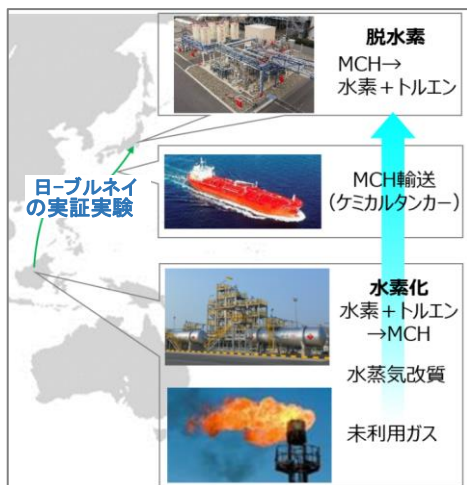 脱水素
MCH→
水素＋トルエン
日-ブルネイ
の実証実験
MCH輸送
（ケミカルタンカー）
水素化
水素＋トルエン
→MCH
水蒸気改質
未利用ガス